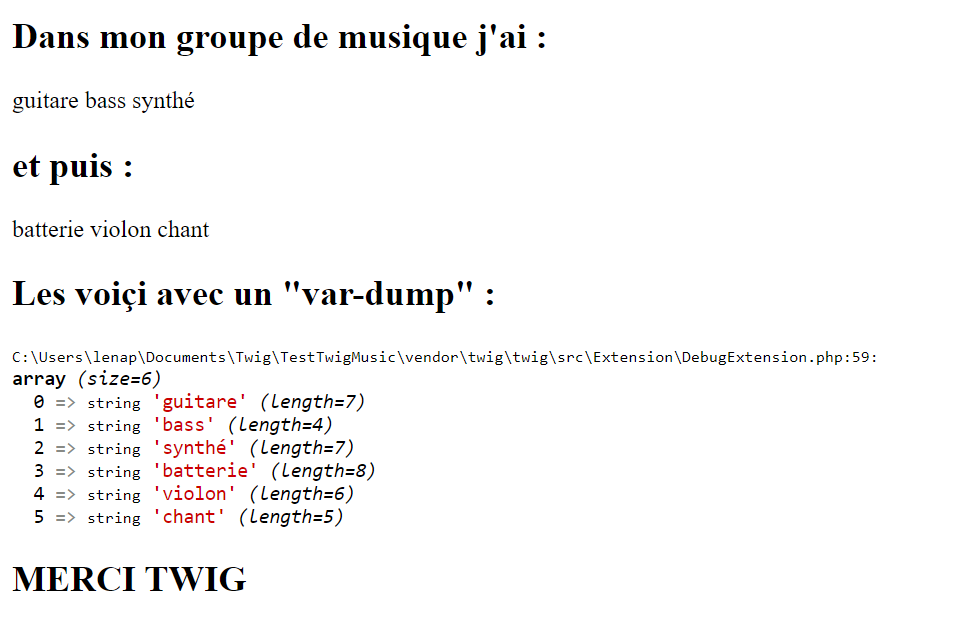 Dans mon groupe de musique j'ai :
guitare bass synthé
et puis :
batterie violon chant
Les voiçi avec un "var-dump" :
C:\Users\lenap\Documents\Twig\TestTwigMusic\vendor\twig\twig\src\Extension\DebugExtension.php:59:
array (size=6)
0 => string 'guitare' (length=7)
1 => string 'bass' (length=4)
2 => string 'synthé' (length=7)
3 => string 'batterie' (length=8)
4 => string 'violon' (length=6)
5 => string 'chant' (length=5)
MERCI TWIG